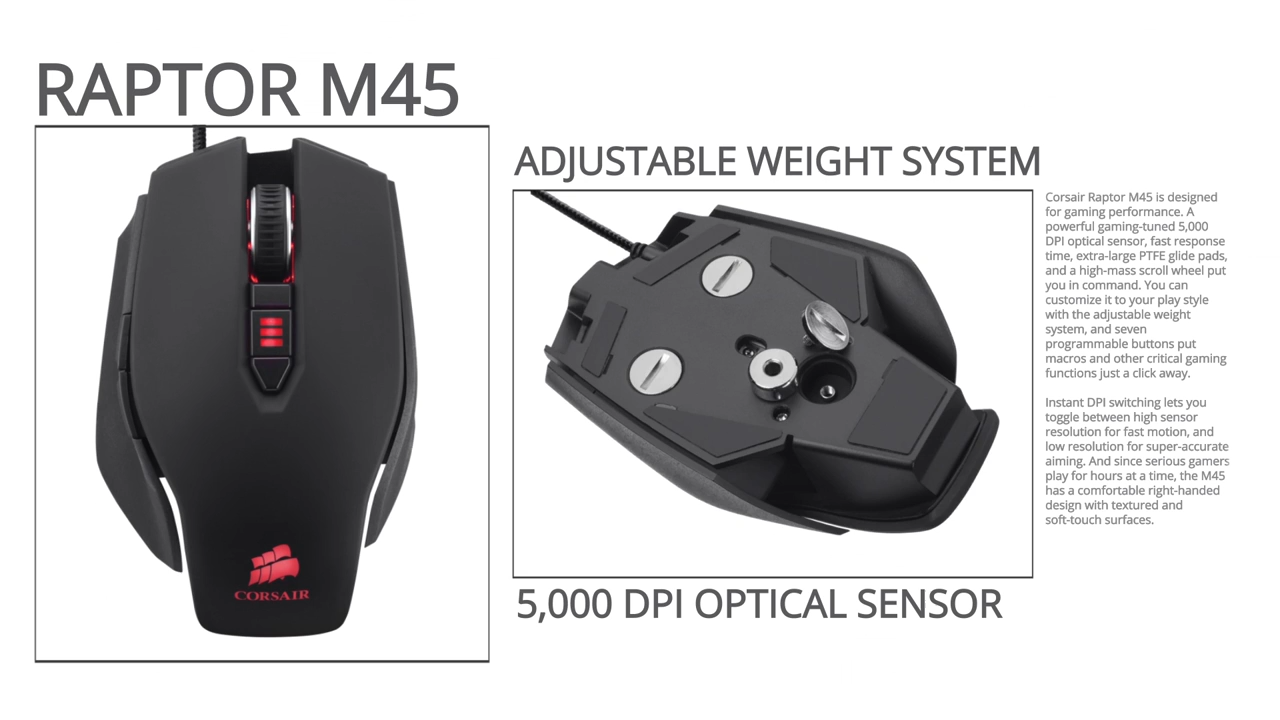 RAPTOR M45
CORSAIR
ADJUSTABLE WEIGHT SYSTEM
5,000 DPI OPTICAL SENSOR
Corsair Raptor M45 is designed
for gaming performance. A
powerful gaming-tuned 5,000
DPI optical sensor, fast response
time, extra-large PTFE glide pads,
and a high-mass scroll wheel put
you in command. You can
customize it to your play style
with the adjustable weight
system, and seven
programmable buttons put
macros and other critical gaming
functions just a click away.
Instant DPI switching lets you
toggle between high sensor
resolution for fast motion, and
low resolution for super-accurate
aiming. And since serious gamers
play for hours at a time, the M45
has a comfortable right-handed
design with textured and
soft-touch surfaces.